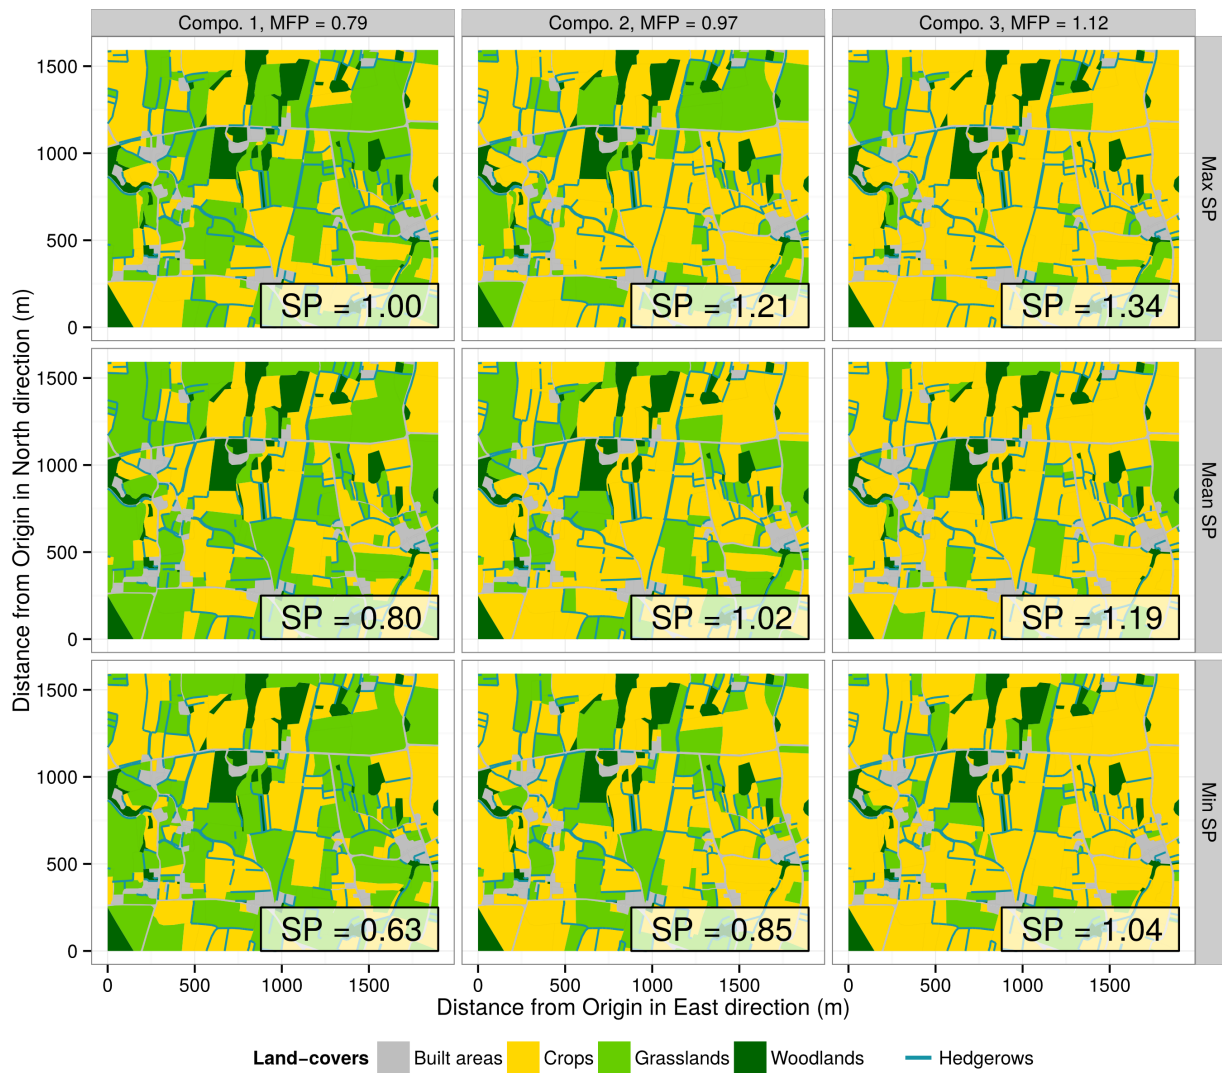 Compo. 1, MFP = 0.79
Compo. 2, MFP = 0.97
Compo. 3, MFP = 1.12
Distance from Origin in North direction (m)
1500
1000
500
0
SP = 1.00
SP = 1.21
SP = 1.34
Max SP
1500
1000
500
0
SP = 0.80
SP = 1.02
SP = 1.19
Mean SP
1500
1000
500
0
SP = 0.63
SP = 0.85
SP = 1.04
Min SP
0 500 1000 1500
0 500 1000 1500
0 500 1000 1500
Distance from Origin in East direction (m)
Land−covers Built areas Crops Grasslands Woodlands Hedgerows